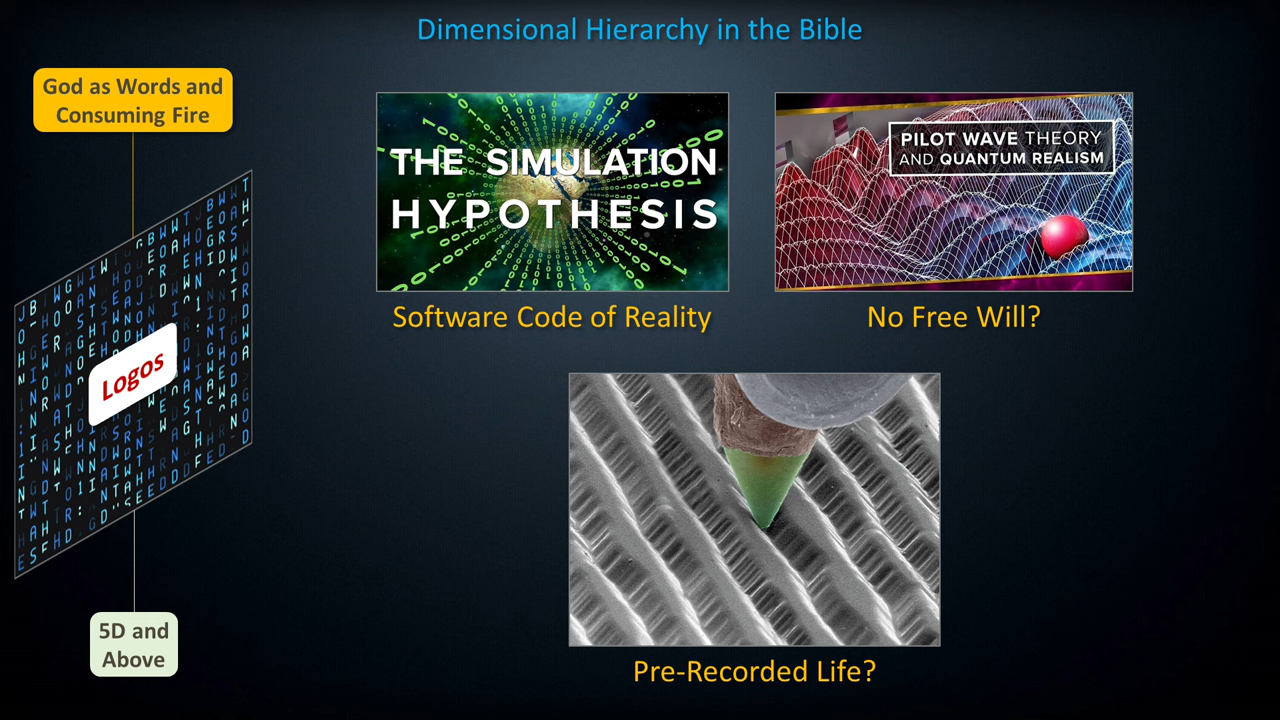 Dimensional Hierarchy in the Bible
God as Words and
Consuming Fire
THE SIMULATION
HYPOTHESIS
PILOT WAVE THEORY
AND QUANTUM REALISM
Software Code of Reality
No Free Will?
Logos
5D and
Above
Pre-Recorded Life?